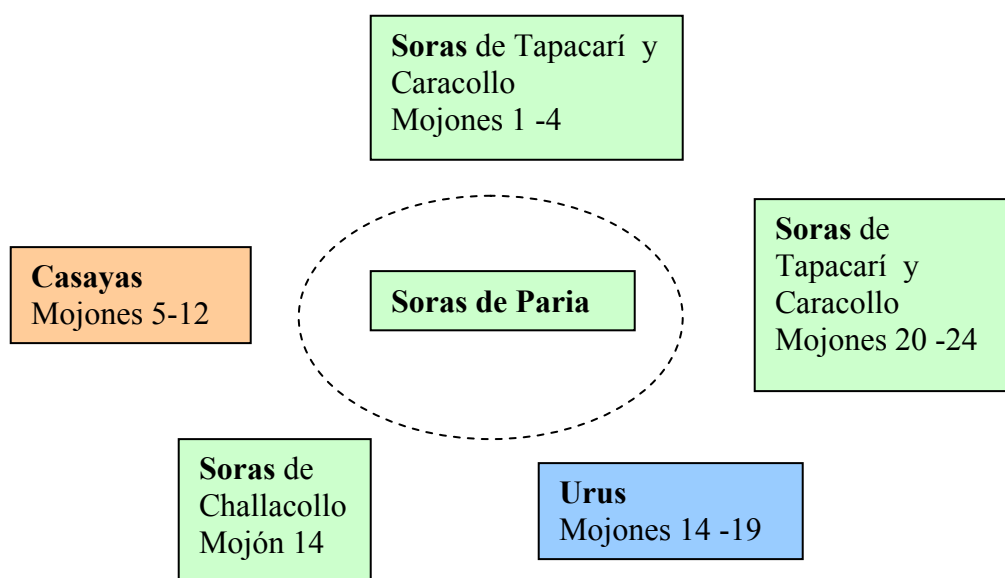 Soras de Tapacarí y
Caracollo
Mojones 1 -4
Soras de
Tapacarí y
Caracollo
Mojones 20 -24
Casayas
Mojones 5-12
Soras de Paria
Soras de
Challacollo
Mojón 14
Urus
Mojones 14 -19